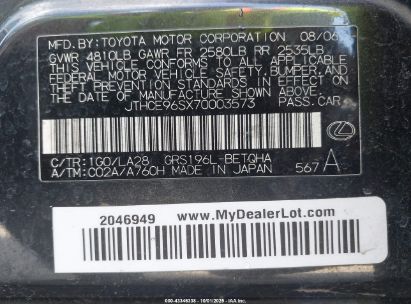 MFD.BY:TOYOTA MOTOR CORPORATION 08/06
GVWR 4810LB GAWR FR 2580LB RR 2535LB
THIS VEHICLE CONFORMS TO ALL APPLICABLE
FEDERAL MOTOR VEHICLE SAFETY, BUMPER, AND
THEFT PREVENTION STANDARDS IN EFFECT ON
THE DATE OF MANUFACTURE SHOWN ABOVE.
JTHCE96SX70003573 PASS.CAR
C/TR:1G0/LA28 GRS196L-BETQHA
A/TM:C02A/A760H MADE IN JAPAN 567 A
2046949 www.MyDealerLot.com